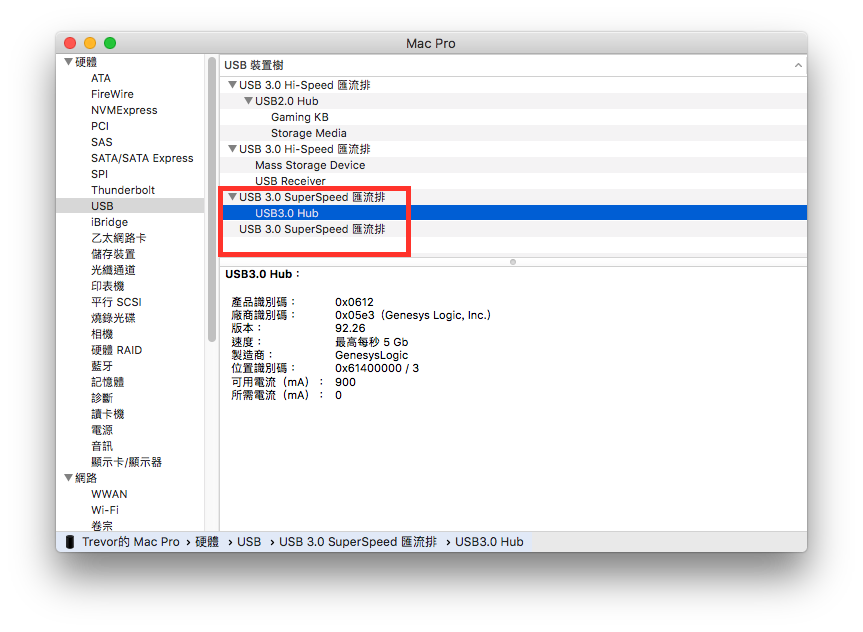 Mac Pro
硬體
ATA
FireWire
NVMExpress
PCI
SAS
SATA/SATA Express
SPI
Thunderbolt
USB
iBridge
乙太網路卡
儲存裝置
光纖通道
印表機
平行 SCSI
燒錄光碟
相機
硬體 RAID
藍牙
記憶體
診斷
讀卡機
電源
音訊
顯示卡/顯示器
網路
WWAN
Wi-Fi
卷宗
USB 裝置樹
USB 3.0 Hi-Speed 匯流排
USB2.0 Hub
Gaming KB
Storage Media
USB 3.0 Hi-Speed 匯流排
Mass Storage Device
USB Receiver
USB 3.0 SuperSpeed 匯流排
USB3.0 Hub
USB 3.0 SuperSpeed 匯流排
USB3.0 Hub：
產品識別碼： 0x0612
廠商識別碼： 0x05e3（Genesys Logic, Inc.)
版本： 92.26
速度： 最高每秒 5 Gb
製造商： GenesysLogic
位置識別碼： 0x61400000 / 3
可用電流（mA）： 900
所需電流（mA）： 0
Trevor的 Mac Pro › 硬體 › USB › USB 3.0 SuperSpeed 匯流排 › USB3.0 Hub